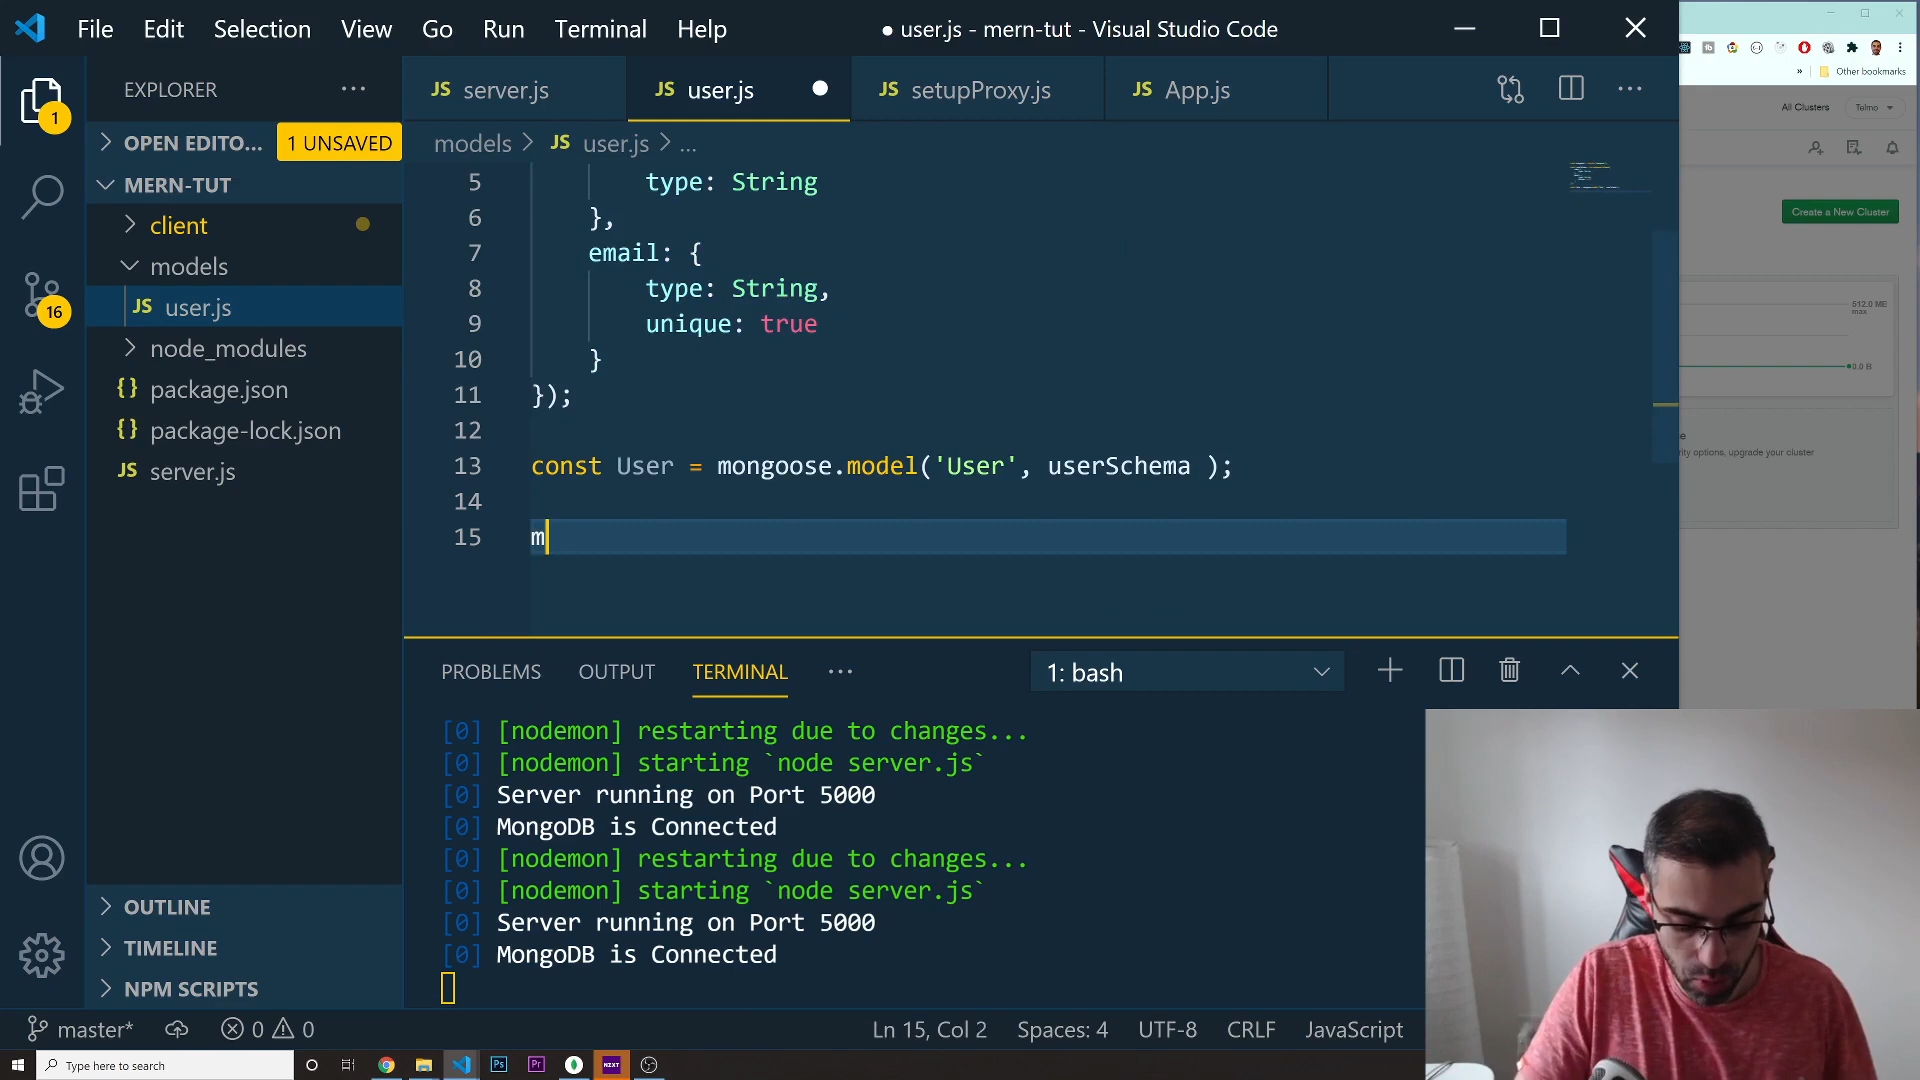 File Edit Selection View Go Run Terminal Help
● user.js - mern-tut - Visual Studio Code
Other bookmarks
EXPLORER
JS server.js
JS user.js
JS setupProxy.js
JS App.js
1
OPEN EDITO... 1 UNSAVED
MERN-TUT
client
models
JS user.js
node_modules
{} package.json
{} package-lock.json
JS server.js
16
OUTLINE
TIMELINE
NPM SCRIPTS
models > JS user.js > ...
5 type: String
6 },
7 email: {
8 type: String,
9 unique: true
10 }
11 });
12
13 const User = mongoose.model('User', userSchema );
14
15 m
PROBLEMS OUTPUT TERMINAL ...
1: bash
[0] [nodemon] restarting due to changes...
[0] [nodemon] starting `node server.js`
[0] Server running on Port 5000
[0] MongoDB is Connected
[0] [nodemon] restarting due to changes...
[0] [nodemon] starting `node server.js`
[0] Server running on Port 5000
[0] MongoDB is Connected
All Clusters
Telmo
Create a New Cluster
512.0 ME
max
0.0 B
rity options, upgrade your cluster
master* 0 0
Ln 15, Col 2 Spaces: 4 UTF-8 CRLF JavaScript
Type here to search
Ps
Pr
NZXT